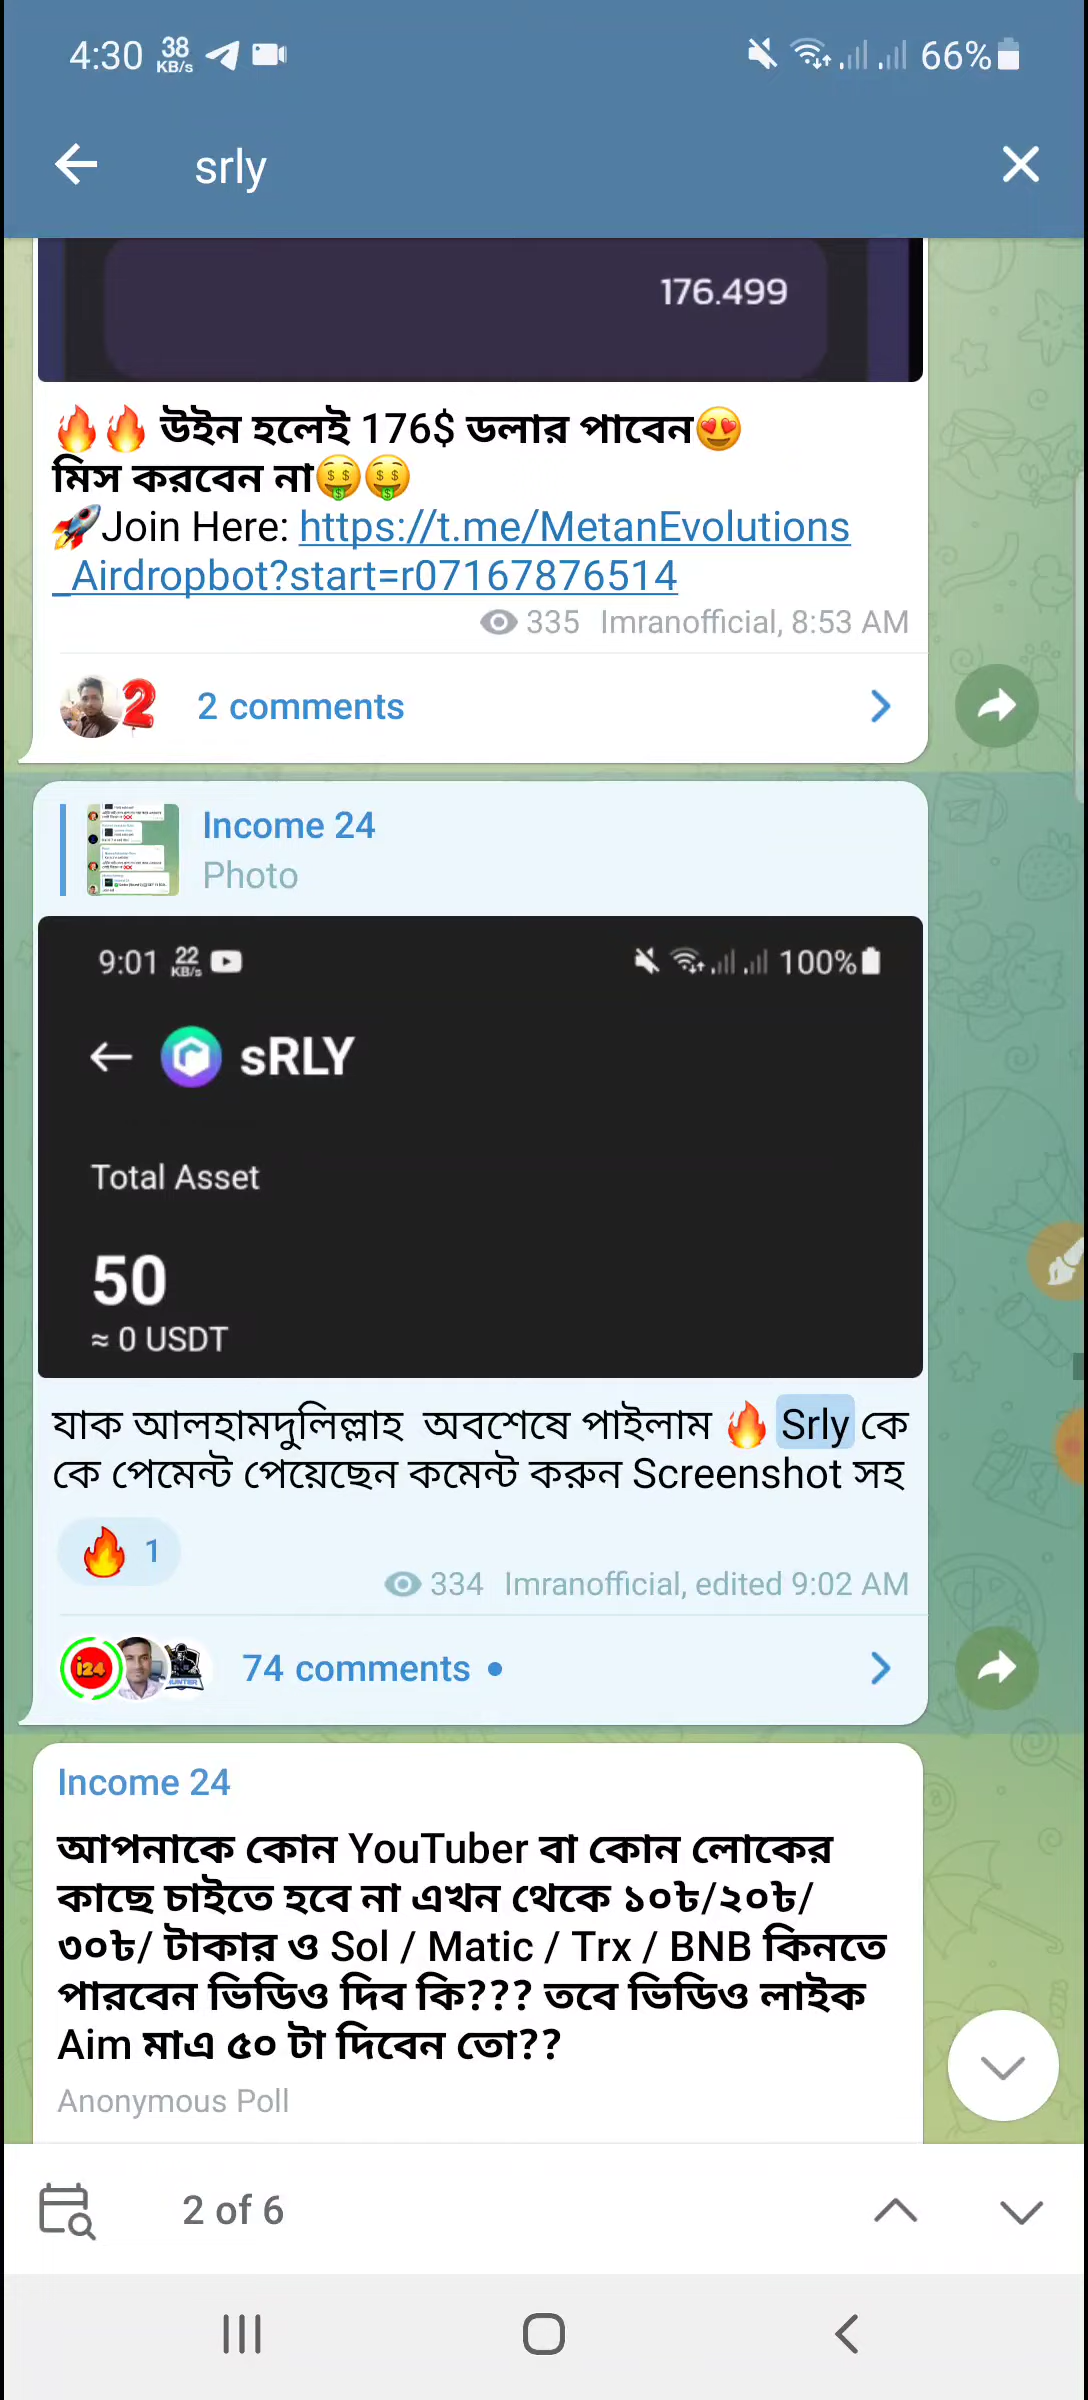 4:30 38 KB/s 66%
srly
176.499
🔥🔥 উইন হলেই 176$ ডলার পাবেন😍
মিস করবেন না🤑🤑
🚀Join Here: https://t.me/MetanEvolutions
_Airdropbot?start=r07167876514
335 Imranofficial, 8:53 AM
2 comments
Income 24
Photo
9:01 22 KB/s 100%
sRLY
Total Asset
50
≈ 0 USDT
যাক আলহামদুলিল্লাহ অবশেষে পাইলাম 🔥 Srly কে
কে পেমেন্ট পেয়েছেন কমেন্ট করুন Screenshot সহ
🔥 1
334 Imranofficial, edited 9:02 AM
i24
74 comments
Income 24
আপনাকে কোন YouTuber বা কোন লোকের
কাছে চাইতে হবে না এখন থেকে ১০৳/২০৳/
৩০৳/ টাকার ও Sol / Matic / Trx / BNB কিনতে
পারবেন ভিডিও দিব কি??? তবে ভিডিও লাইক
Aim মাএ ৫০ টা দিবেন তো??
Anonymous Poll
2 of 6